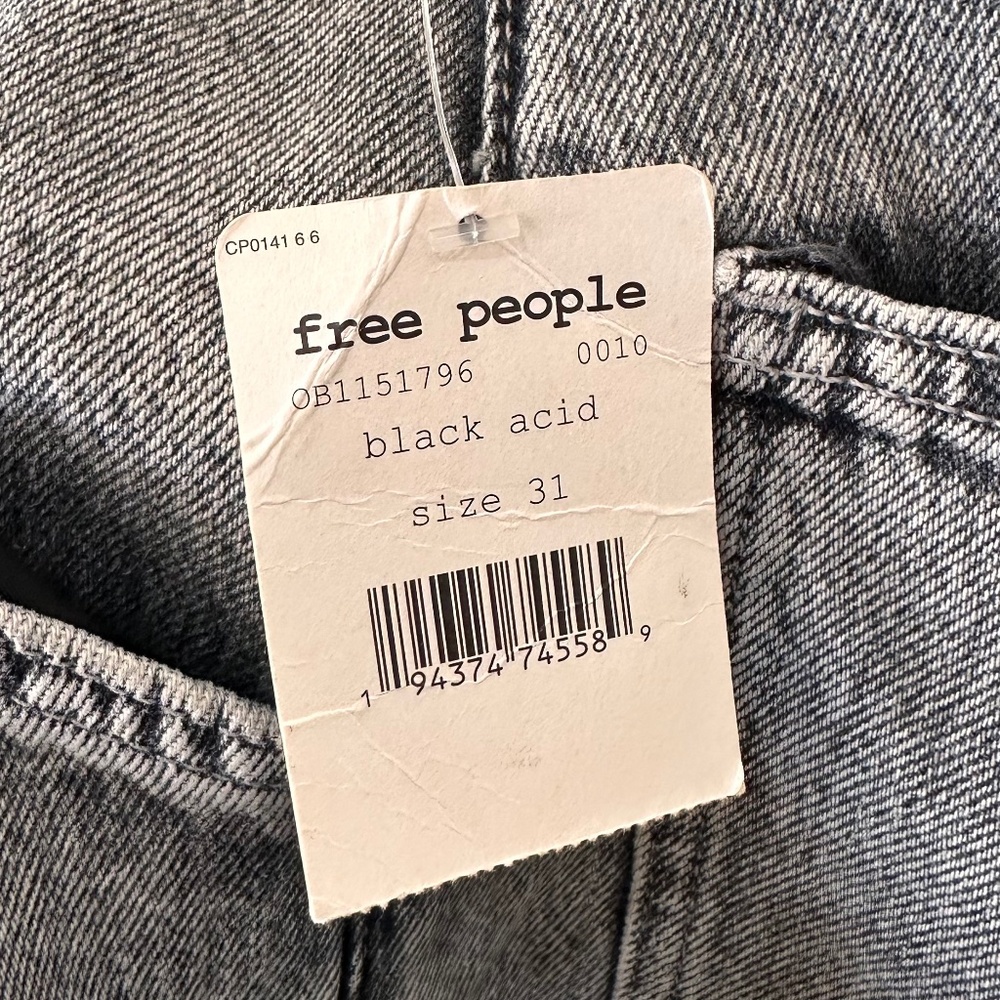 CP0141 6 6
free people
OB1151796 0010
black acid
size 31
1 94374 74558 9